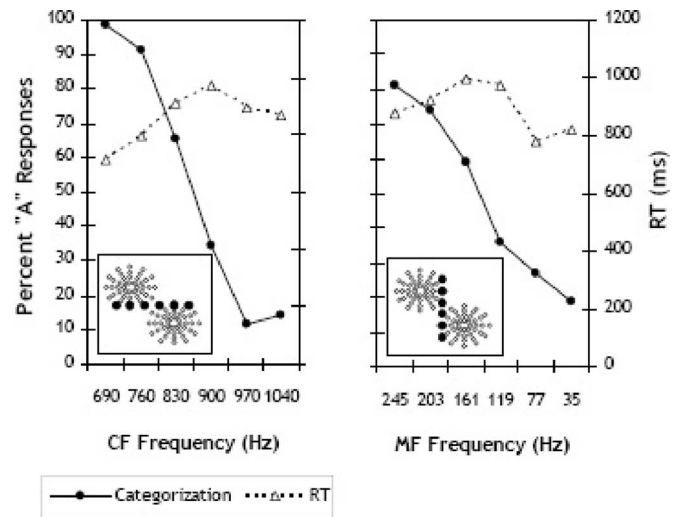 100
90
80
70
60
50
40
30
20
10
0
Percent "A" Responses
690 760 830 900 970 1040
CF Frequency (Hz)
1200
1000
800
600
400
200
0
RT (ms)
245 203 161 119 77 35
MF Frequency (Hz)
Categorization RT